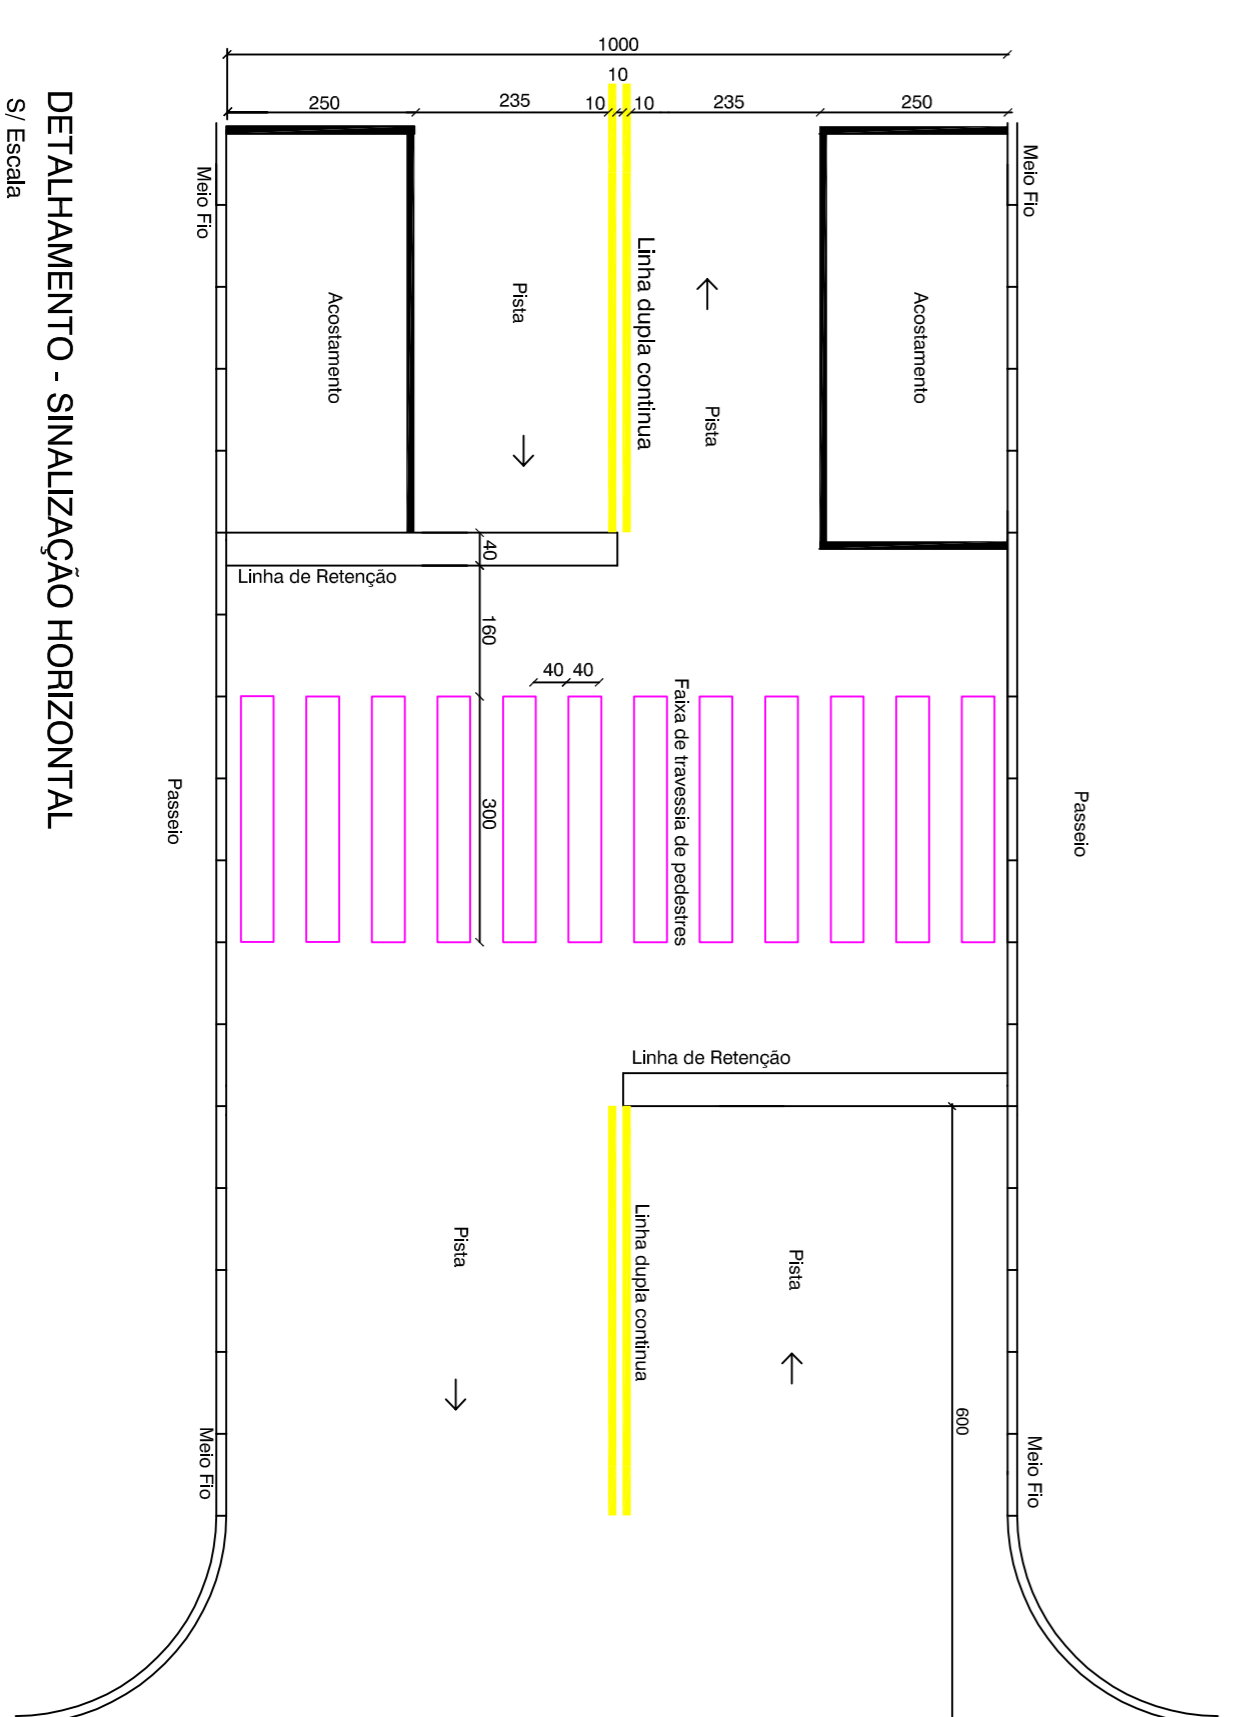 1000
10
250
235
10
10
235
250
Meio Fio
Meio Fio
Acostamento
Pista
Linha dupla continua
Pista
Acostamento
40
Linha de Retenção
160
40
40
Faixa de travessia de pedestres
300
Passeio
Passeio
Linha de Retenção
Pista
Linha dupla continua
Pista
600
Meio Fio
Meio Fio
DETALHAMENTO - SINALIZAÇÃO HORIZONTAL
S/ Escala